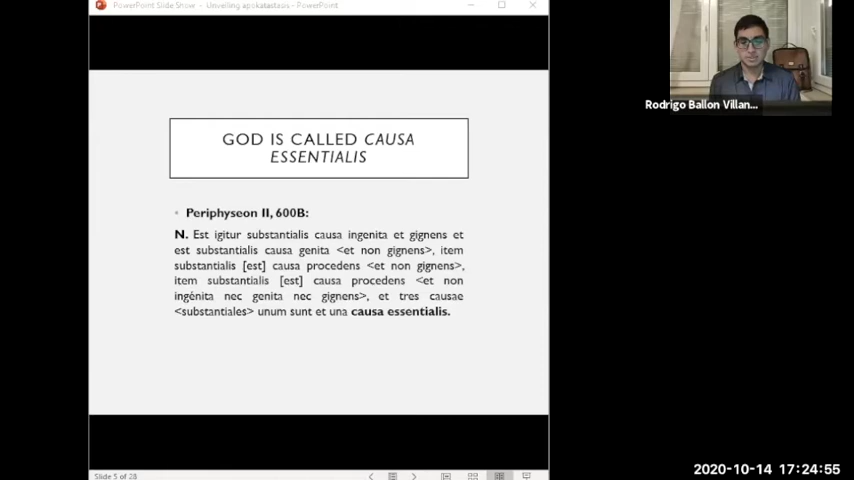 PowerPoint Slide Show - Unveiling apokatastasis - PowerPoint
GOD IS CALLED CAUSA
ESSENTIALIS
Periphyseon II, 600B:
N. Est igitur substantialis causa ingenita et gignens et
est substantialis causa genita <et non gignens>, item
substantialis [est] causa procedens <et non gignens>,
item substantialis [est] causa procedens <et non
ingénita nec genita nec gignens>, et tres causae
<substantiales> unum sunt et una causa essentialis.
Slide 5 of 28
Rodrigo Ballon Villan...
2020-10-14 17:24:55